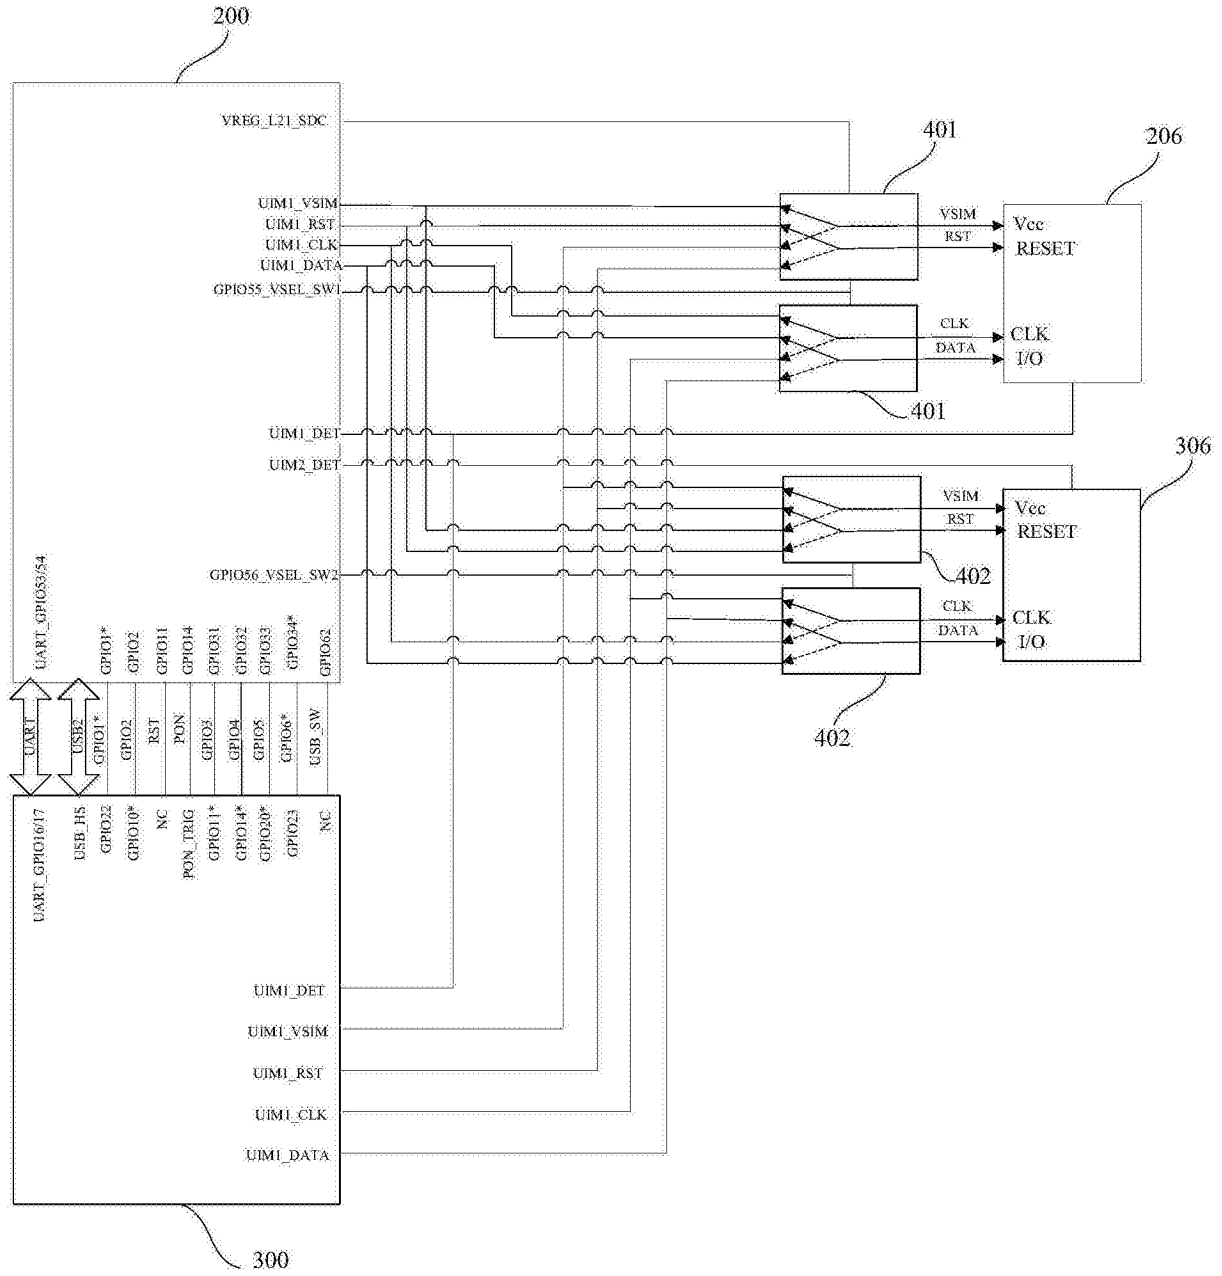 200
VREG_L21_SDC
401
206
UIM1_VSIM
UIM1_RST
UIM1_CLK
UIM1_DATA
GPIO55_VSEL_SW1
VSIM
RST
Vcc
RESET
CLK
DATA
CLK
I/O
401
UIM1_DET
UIM2_DET
306
VSIM
RST
Vcc
RESET
402
GPIO56_VSEL_SW2
CLK
DATA
CLK
I/O
402
UART_GPIO53/54
GPIO1*
GPIO2
GPIO11
GPIO14
GPIO31
GPIO32
GPIO33
GPIO34*
GPIO62
UART
USB2
GPIO1*
GPIO2
RST
PON
GPIO3
GPIO4
GPIO5
GPIO6*
USB_SW
UART_GPIO16/17
USB_HS
GPIO22
GPIO10*
NC
PON_TRIG
GPIO11*
GPIO14*
GPIO20*
GPIO23
NC
UIM1_DET
UIM1_VSIM
UIM1_RST
UIM1_CLK
UIM1_DATA
300